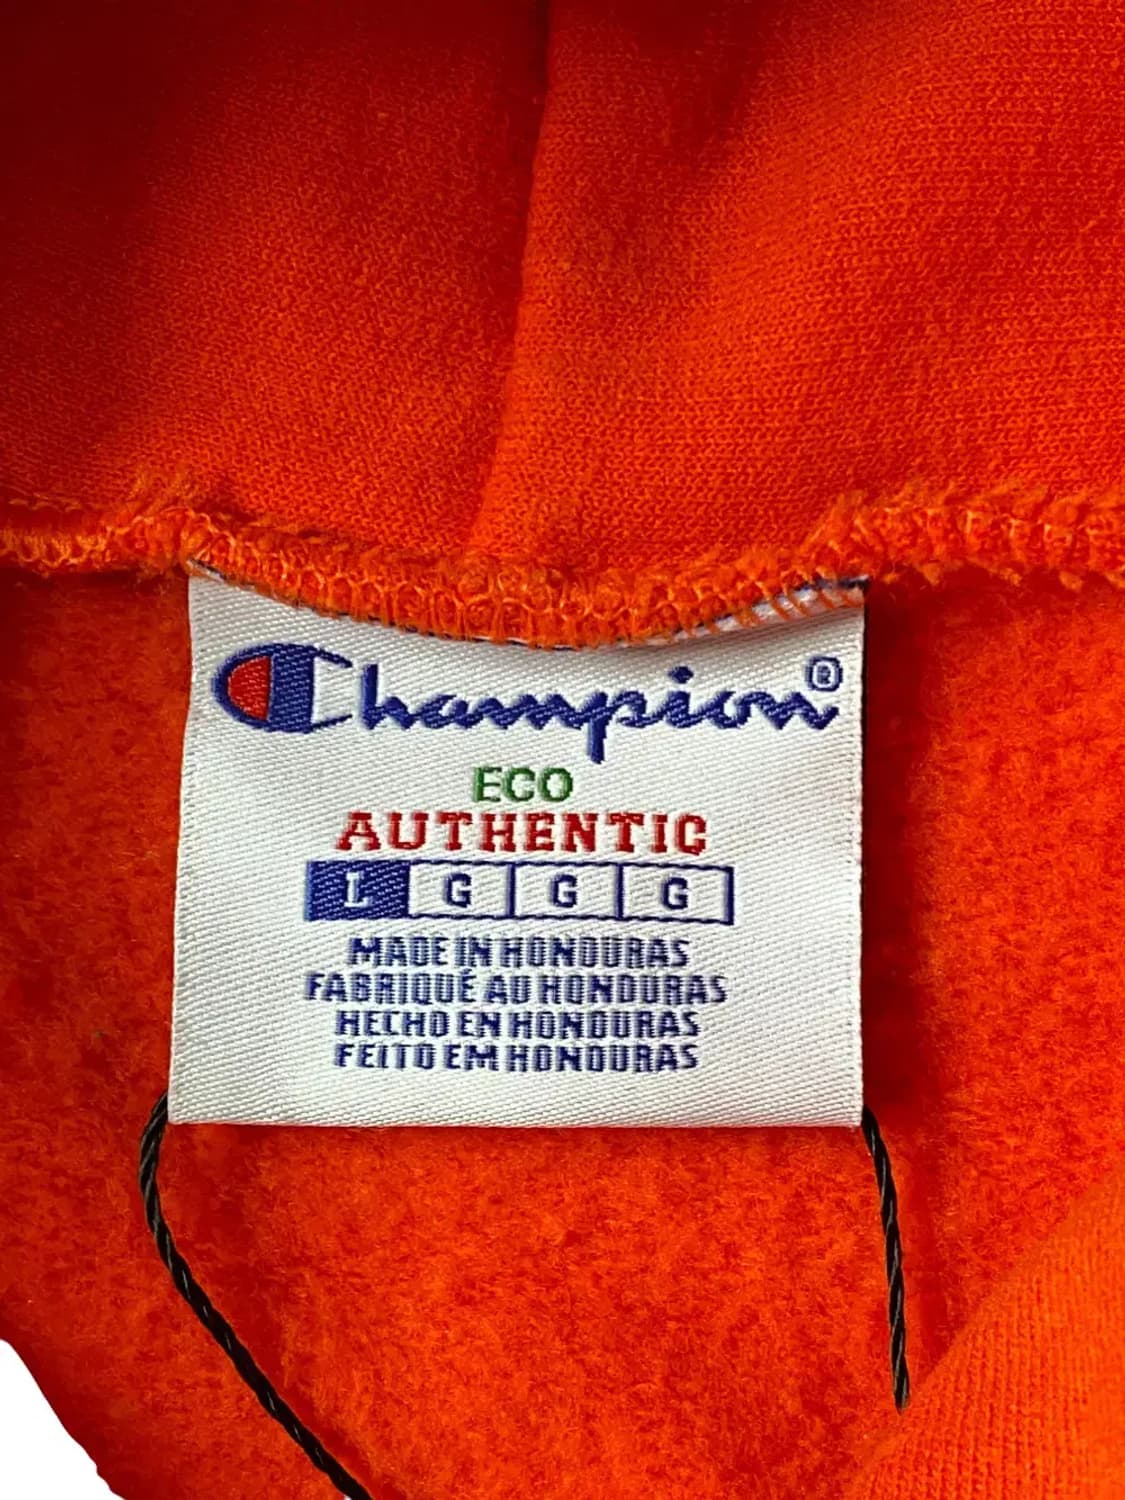 Champion®
ECO
AUTHENTIC
L G G G
MADE IN HONDURAS
FABRIQUÉ AU HONDURAS
HECHO EN HONDURAS
FEITO EM HONDURAS